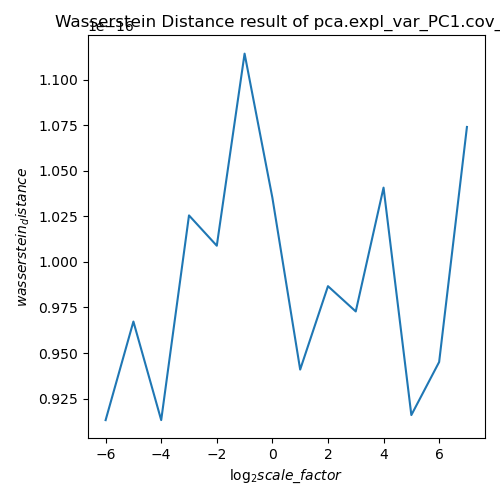 Wasserstein Distance result of pca.expl_var_PC1.cov_
1e−16
1.100
1.075
1.050
1.025
1.000
0.975
0.950
0.925
wasserstein_distance
−6 −4 −2 0 2 4 6
log₂scale_factor